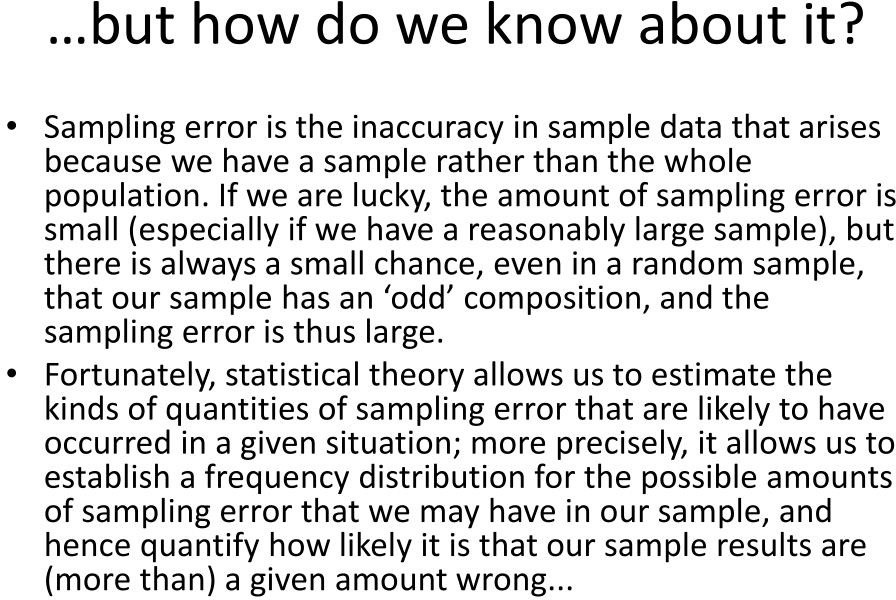 …but how do we know about it?
• Sampling error is the inaccuracy in sample data that arises
because we have a sample rather than the whole
population. If we are lucky, the amount of sampling error is
small (especially if we have a reasonably large sample), but
there is always a small chance, even in a random sample,
that our sample has an ‘odd’ composition, and the
sampling error is thus large.
• Fortunately, statistical theory allows us to estimate the
kinds of quantities of sampling error that are likely to have
occurred in a given situation; more precisely, it allows us to
establish a frequency distribution for the possible amounts
of sampling error that we may have in our sample, and
hence quantify how likely it is that our sample results are
(more than) a given amount wrong...